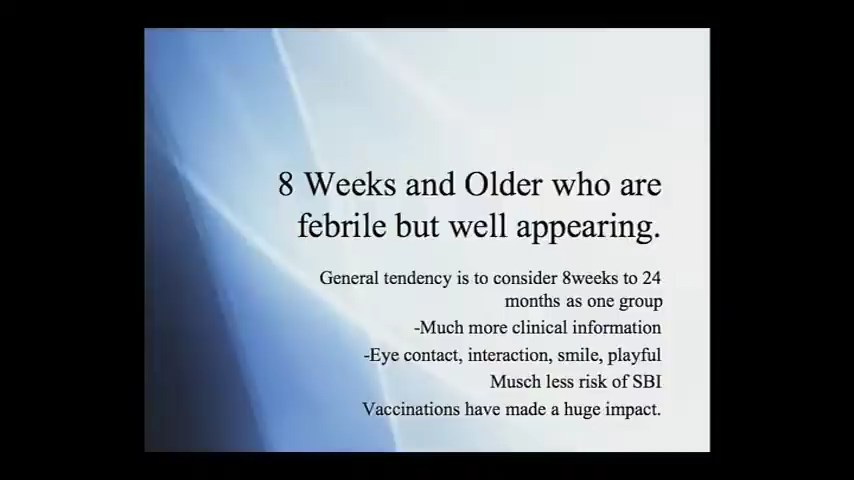 8 Weeks and Older who are
febrile but well appearing.
General tendency is to consider 8weeks to 24
months as one group
-Much more clinical information
-Eye contact, interaction, smile, playful
Musch less risk of SBI
Vaccinations have made a huge impact.